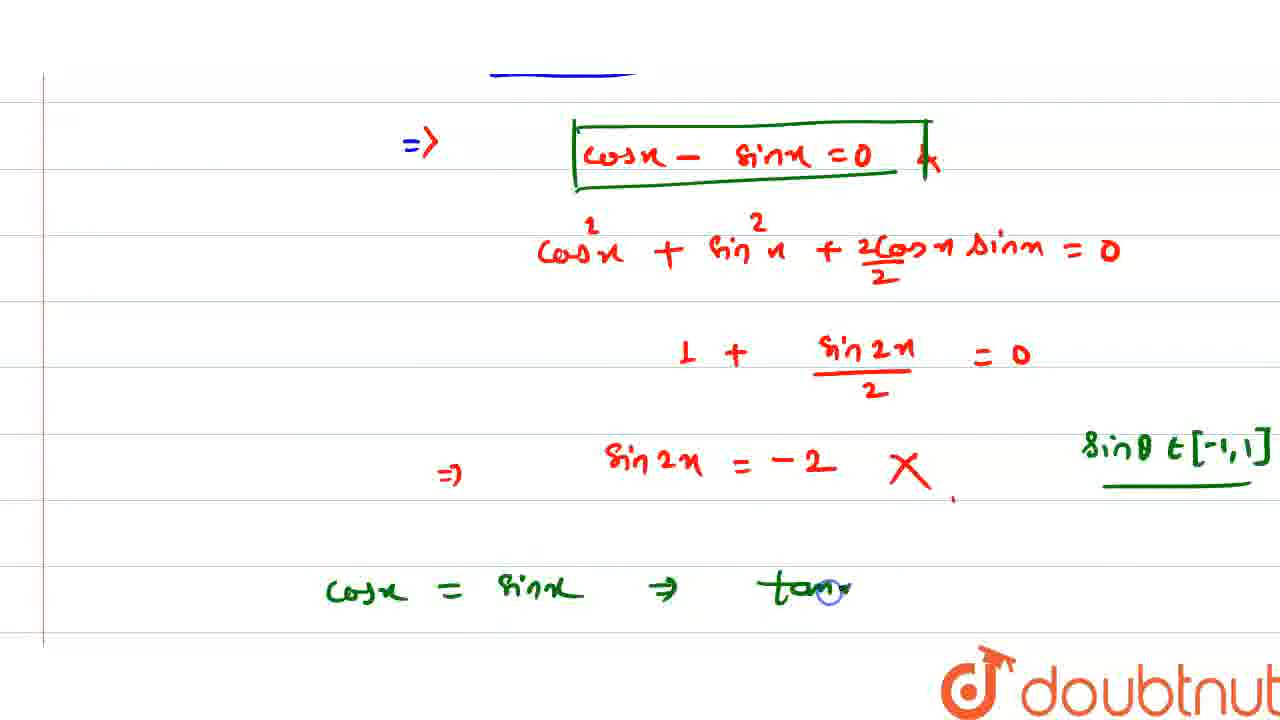 => cosx - sinx = 0 &
cos²x + sin²x + 2cosx sinx/2 = 0
1 + sin2x/2 = 0
=> sin2x = -2 X
sinθ ∈ [-1,1]
cosx = sinx => tanx
doubtnut